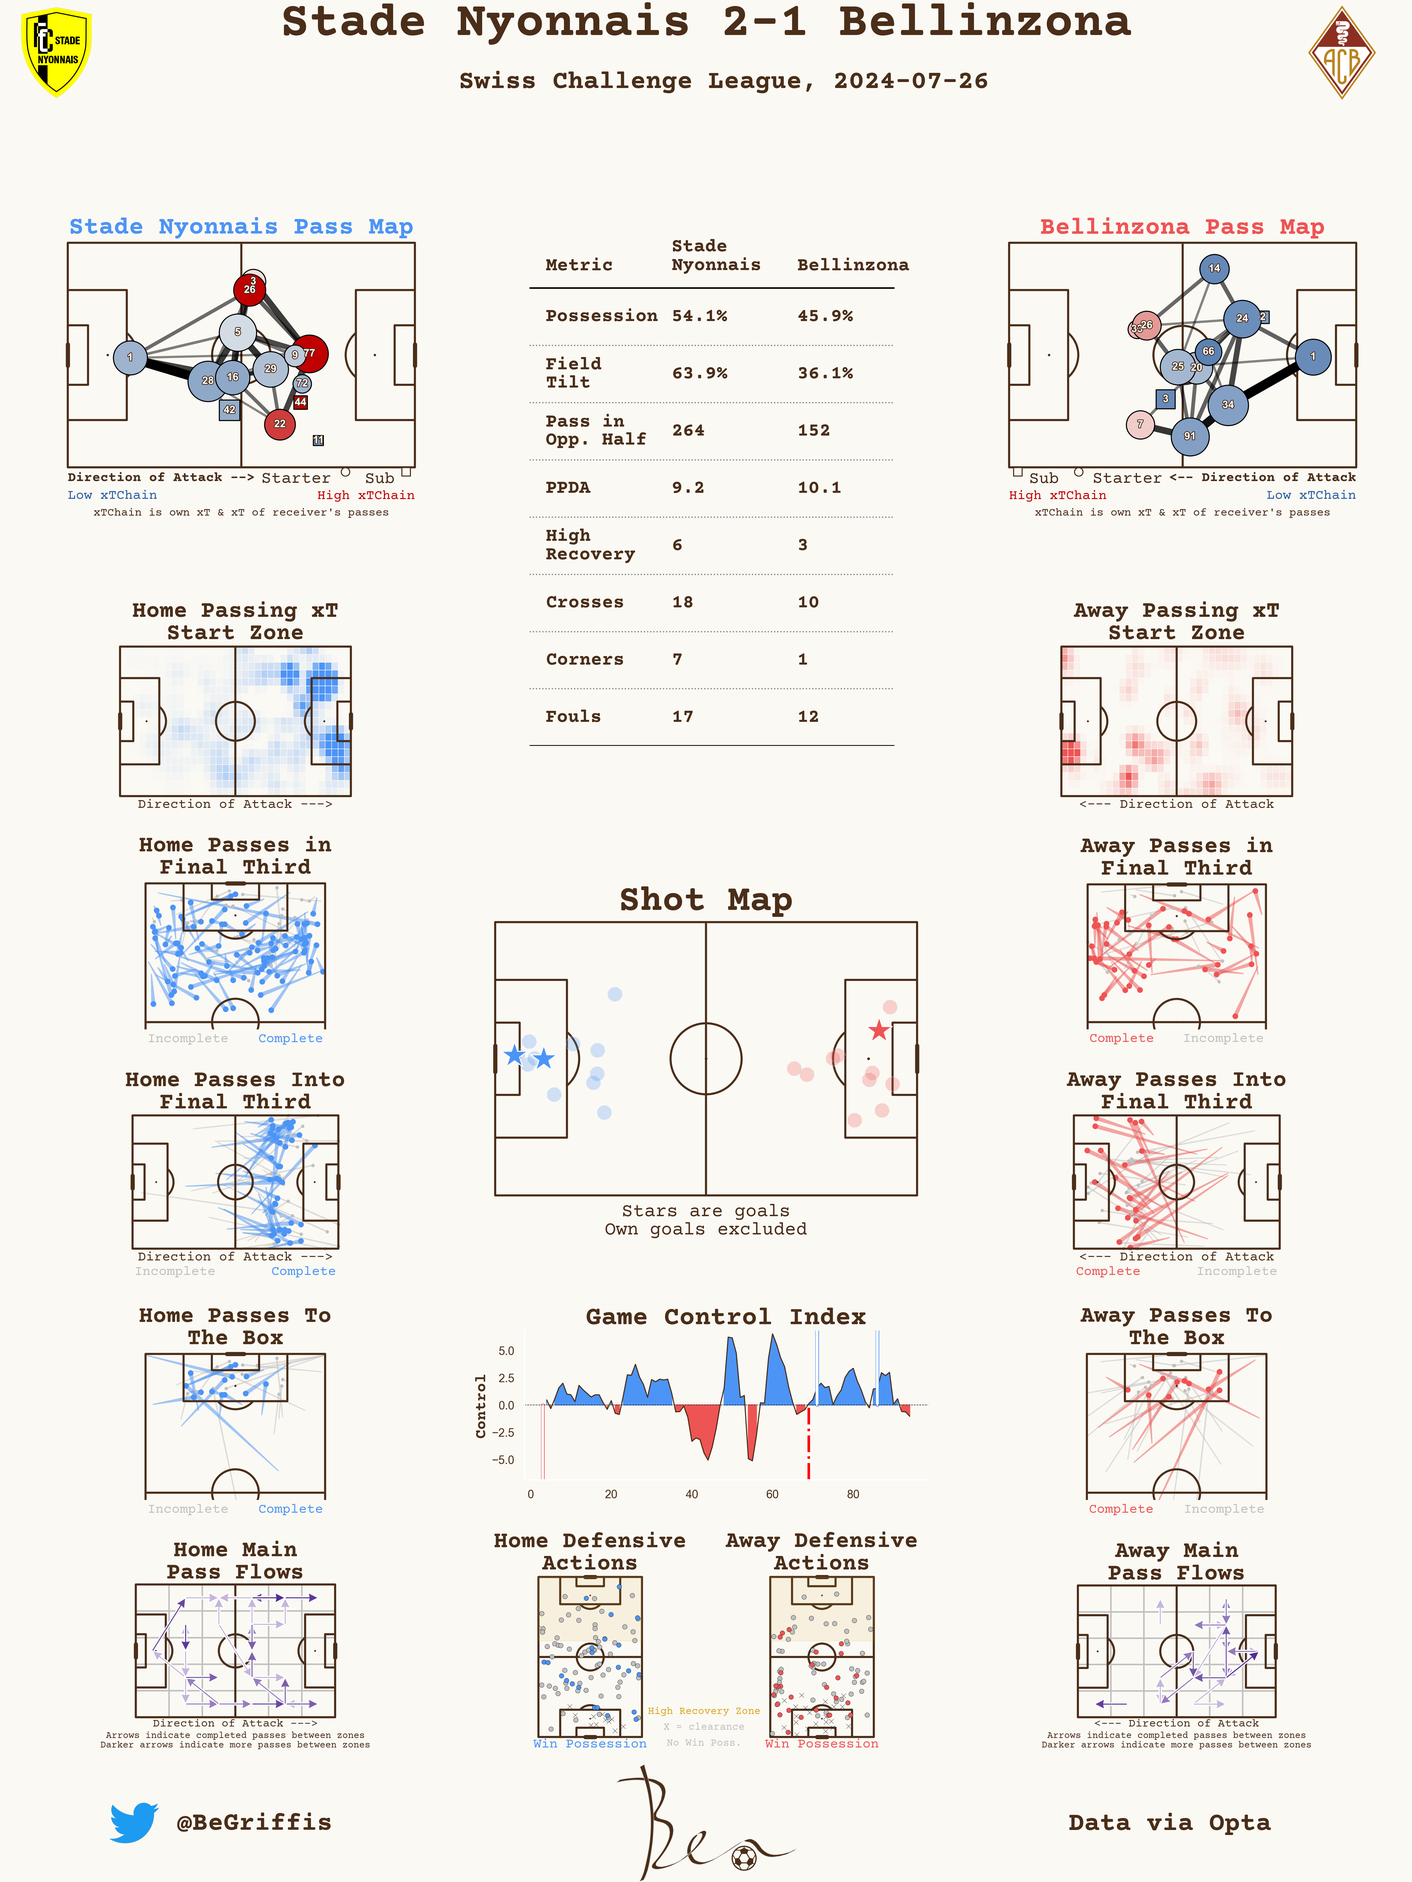 Stade Nyonnais 2-1 Bellinzona
Swiss Challenge League, 2024-07-26
STADE
NYONNAIS
ACB
Stade Nyonnais Pass Map
3
26
5
1
9
77
28
16
29
72
42
44
22
11
Direction of Attack --> Starter Sub
Low xTChain High xTChain
xTChain is own xT & xT of receiver's passes
Metric Stade Nyonnais Bellinzona
Possession 54.1% 45.9%
Field Tilt 63.9% 36.1%
Pass in Opp. Half 264 152
PPDA 9.2 10.1
High Recovery 6 3
Crosses 18 10
Corners 7 1
Fouls 17 12
Bellinzona Pass Map
14
26
24
2
66
1
25
20
3
34
7
91
Sub Starter <-- Direction of Attack
High xTChain Low xTChain
xTChain is own xT & xT of receiver's passes
Home Passing xT
Start Zone
Direction of Attack --->
Away Passing xT
Start Zone
<--- Direction of Attack
Home Passes in
Final Third
Incomplete Complete
Away Passes in
Final Third
Complete Incomplete
Shot Map
Stars are goals
Own goals excluded
Home Passes Into
Final Third
Direction of Attack --->
Incomplete Complete
Away Passes Into
Final Third
<--- Direction of Attack
Complete Incomplete
Home Passes To
The Box
Incomplete Complete
Game Control Index
Control
5.0
2.5
0.0
−2.5
−5.0
0 20 40 60 80
Away Passes To
The Box
Complete Incomplete
Home Main
Pass Flows
Direction of Attack --->
Arrows indicate completed passes between zones
Darker arrows indicate more passes between zones
Home Defensive
Actions
Win Possession
High Recovery Zone
X = clearance
No Win Poss.
Away Defensive
Actions
Win Possession
Away Main
Pass Flows
<--- Direction of Attack
Arrows indicate completed passes between zones
Darker arrows indicate more passes between zones
@BeGriffis
Ben
Data via Opta